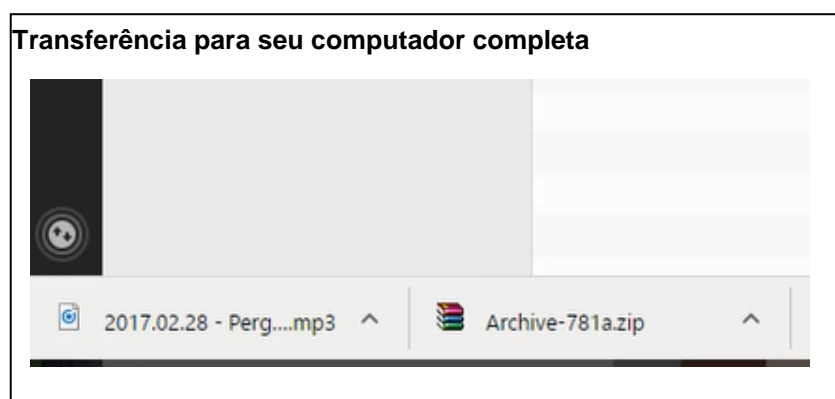 Transferência para seu computador completa
2017.02.28 - Perg....mp3 Archive-781a.zip